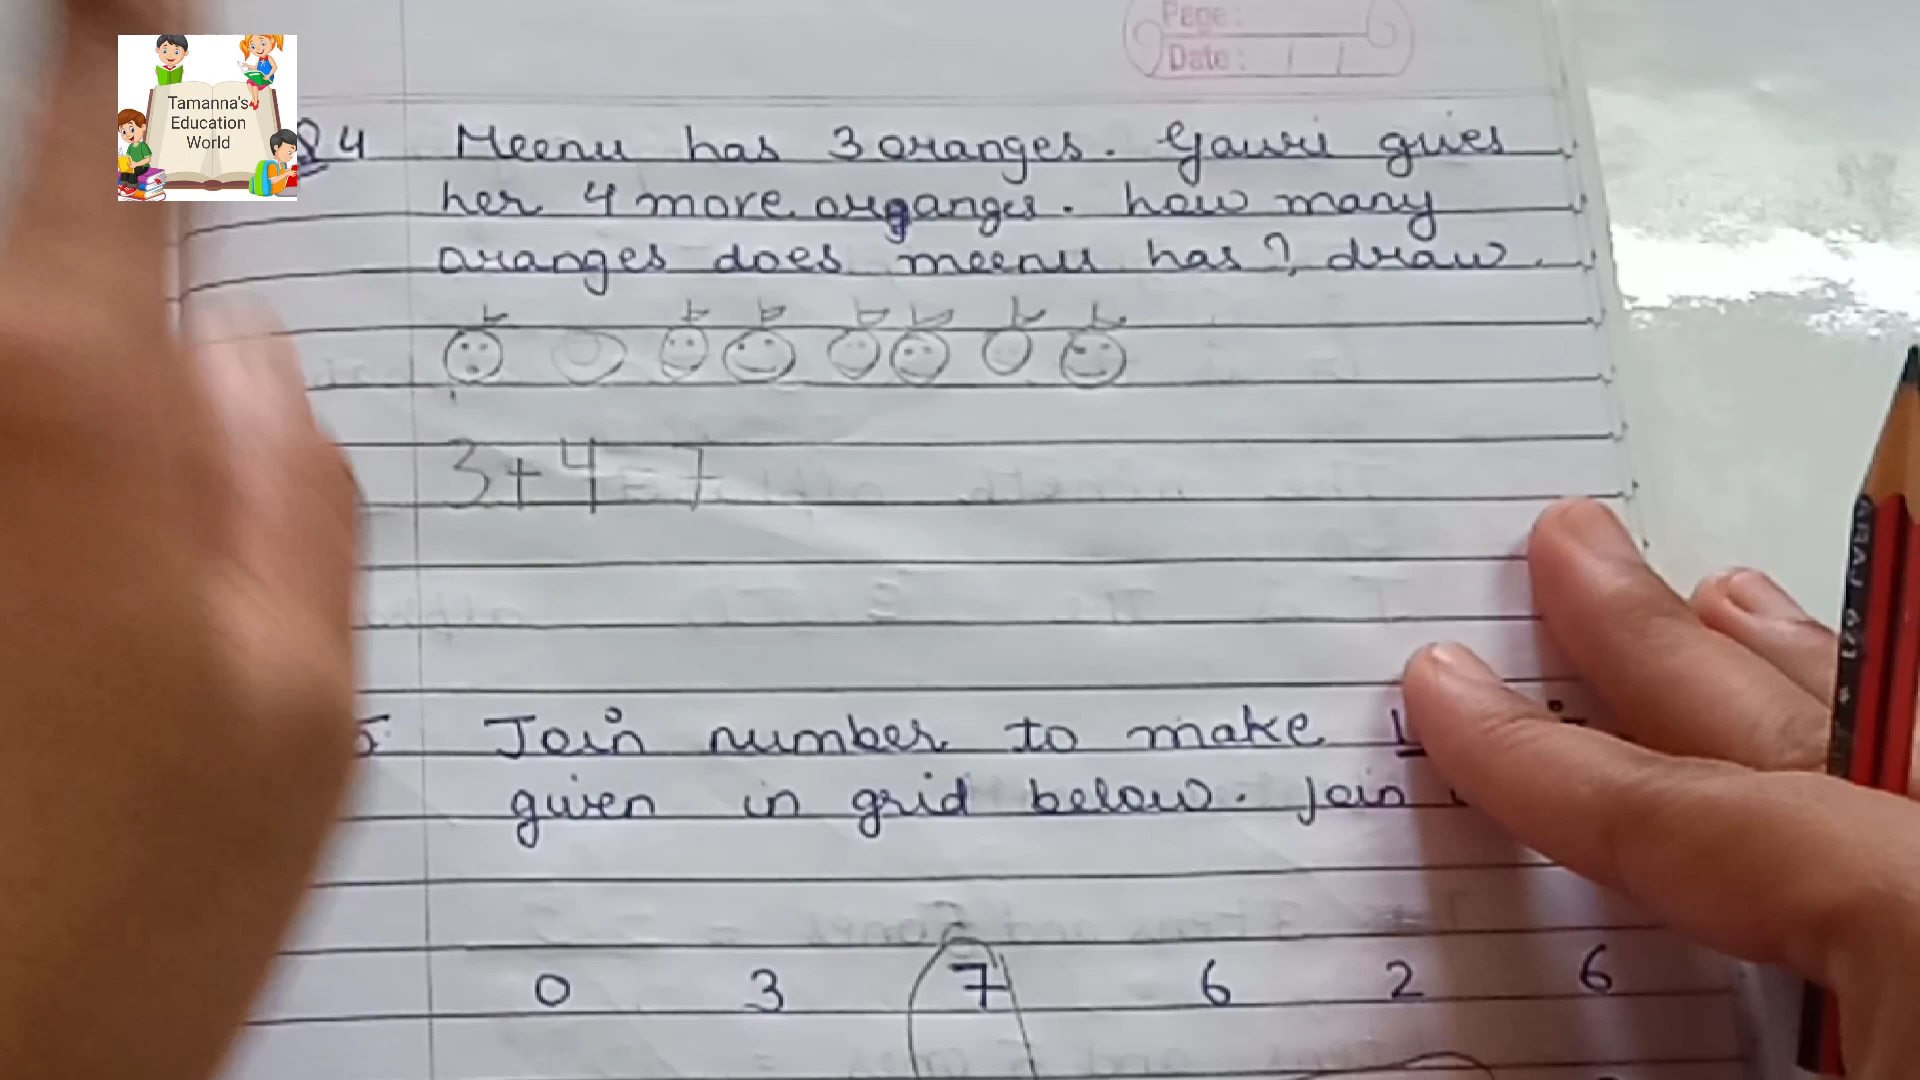 Page:
Date:
Tamanna's
Education
World
Q4 Meenu has 3 oranges. Gauri gives
her 4 more oranges. how many
oranges does meenu has? draw.
3+4=7
5 Join number to make
given in grid below. Join
0 3 7 6 2 6